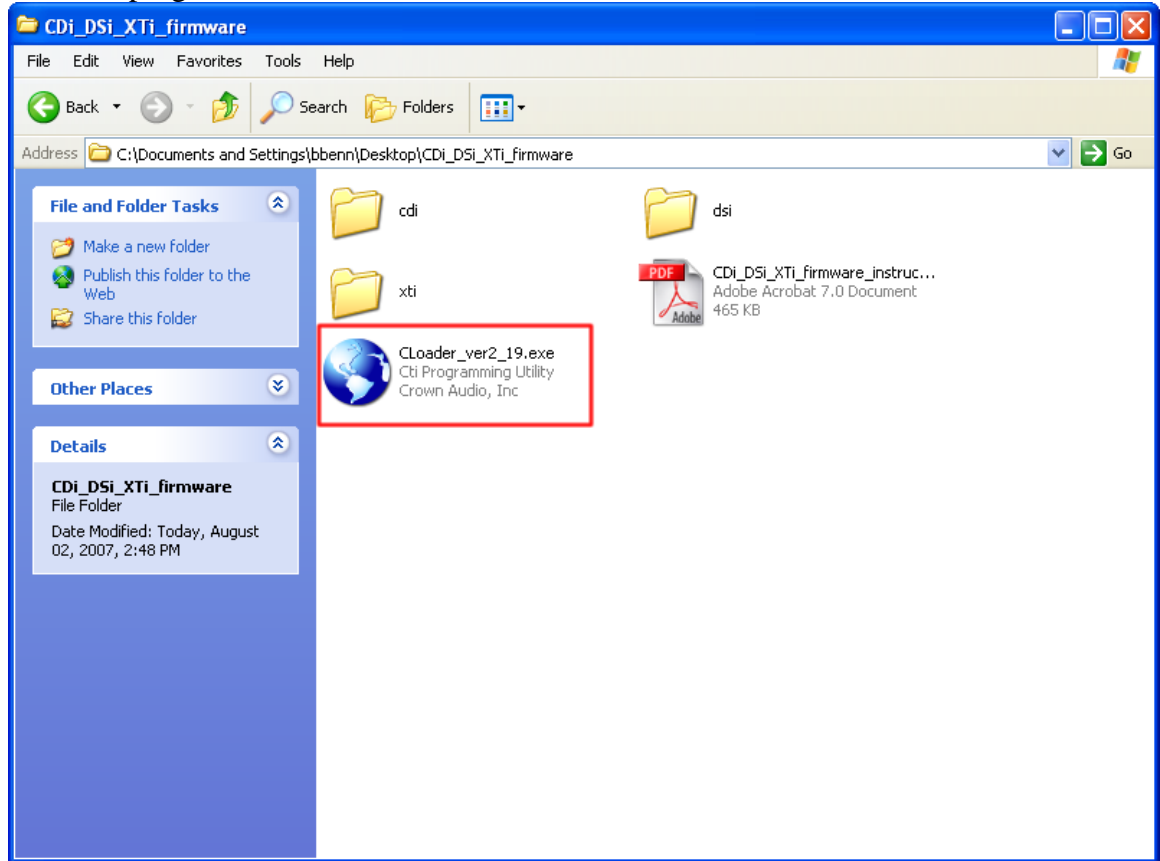 CDi_DSi_XTi_firmware
File Edit View Favorites Tools Help
Back Search Folders
Address C:\Documents and Settings\bbenn\Desktop\CDi_DSi_XTi_firmware Go
File and Folder Tasks
Make a new folder
Publish this folder to the
Web
Share this folder
Other Places
Details
CDi_DSi_XTi_firmware
File Folder
Date Modified: Today, August
02, 2007, 2:48 PM
cdi
dsi
xti
PDF
Adobe
CDi_DSi_XTi_firmware_instruc...
Adobe Acrobat 7.0 Document
465 KB
CLoader_ver2_19.exe
Cti Programming Utility
Crown Audio, Inc